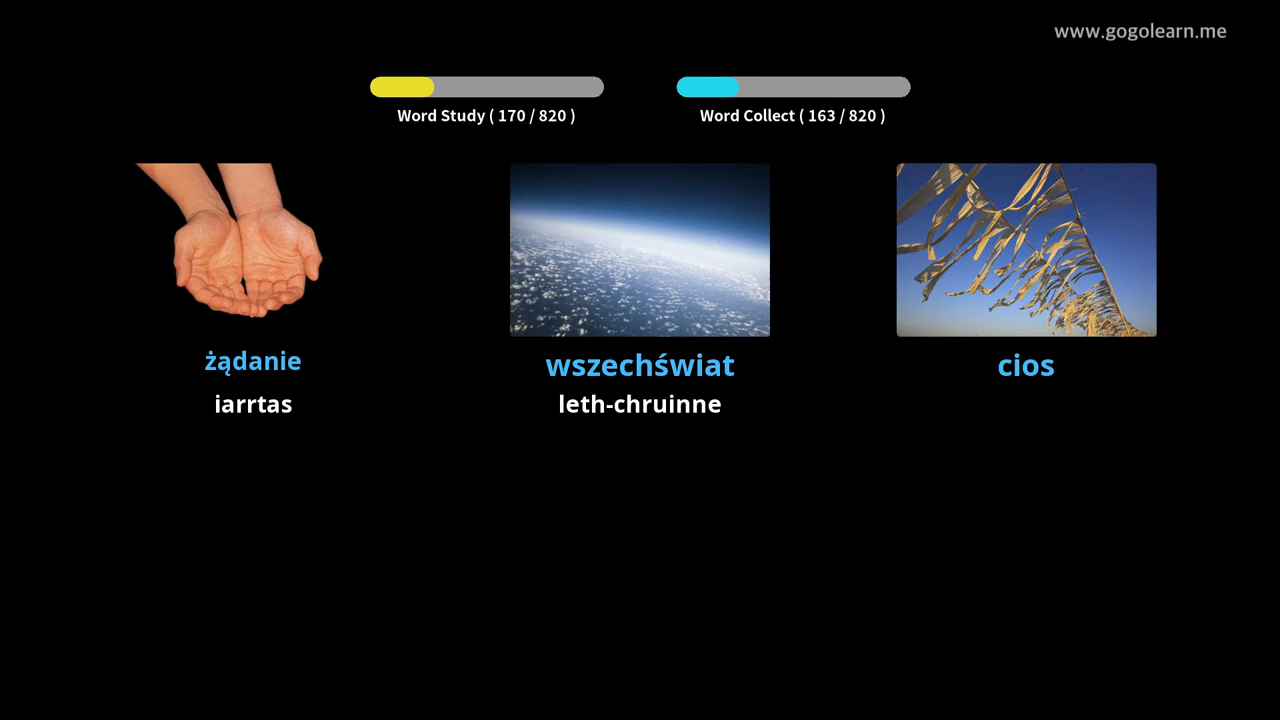 www.gogolearn.me
Word Study ( 170 / 820 )
Word Collect ( 163 / 820 )
żądanie
wszechświat
cios
iarrtas
leth-chruinne